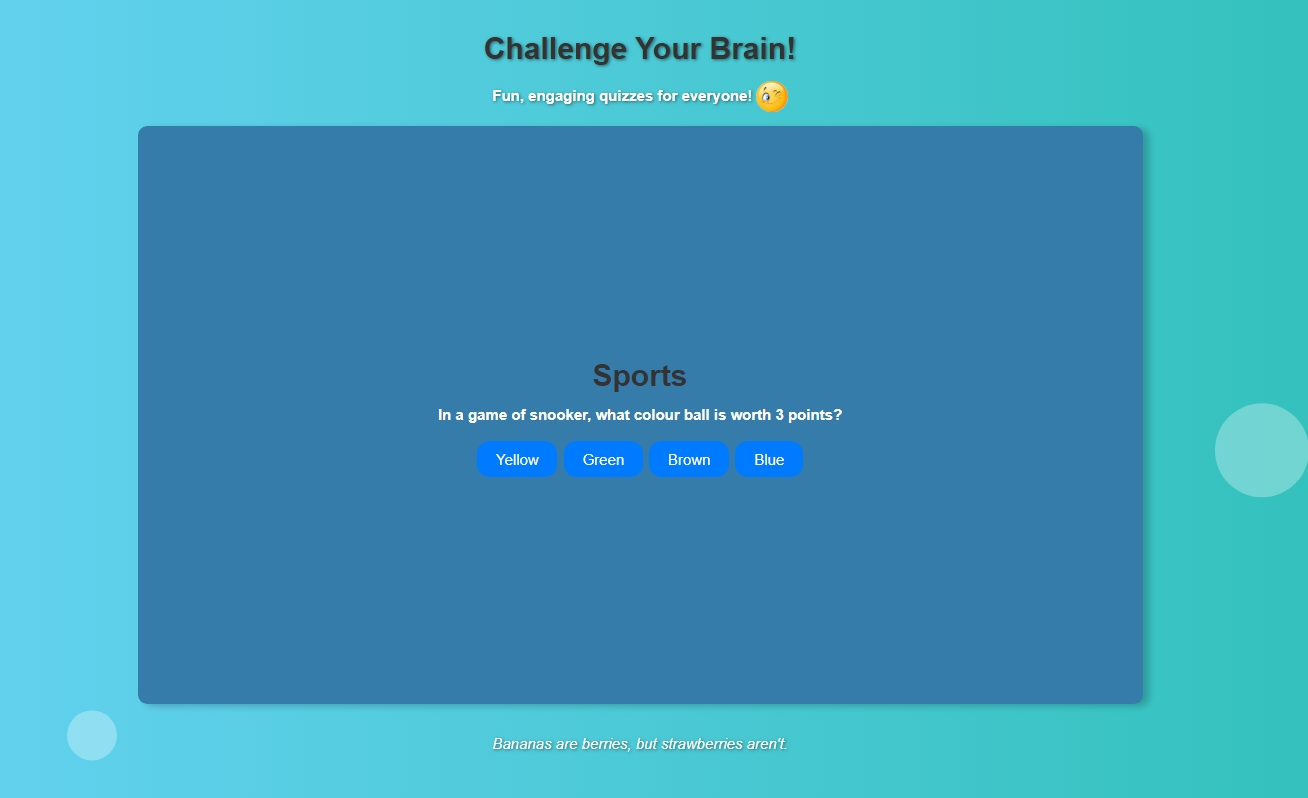 Challenge Your Brain!
Fun, engaging quizzes for everyone!
Sports
In a game of snooker, what colour ball is worth 3 points?
Yellow Green Brown Blue
Bananas are berries, but strawberries aren't.